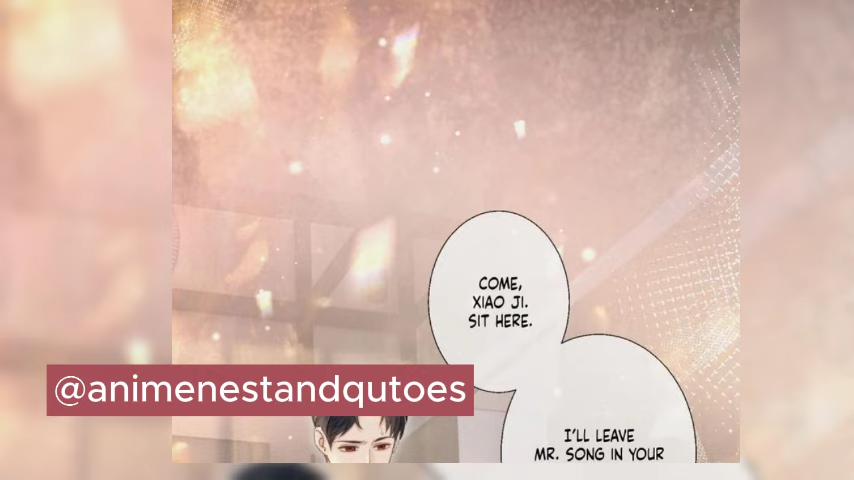 COME,
XIAO JI.
SIT HERE.
@animenestandqutoes
I'LL LEAVE
MR. SONG IN YOUR